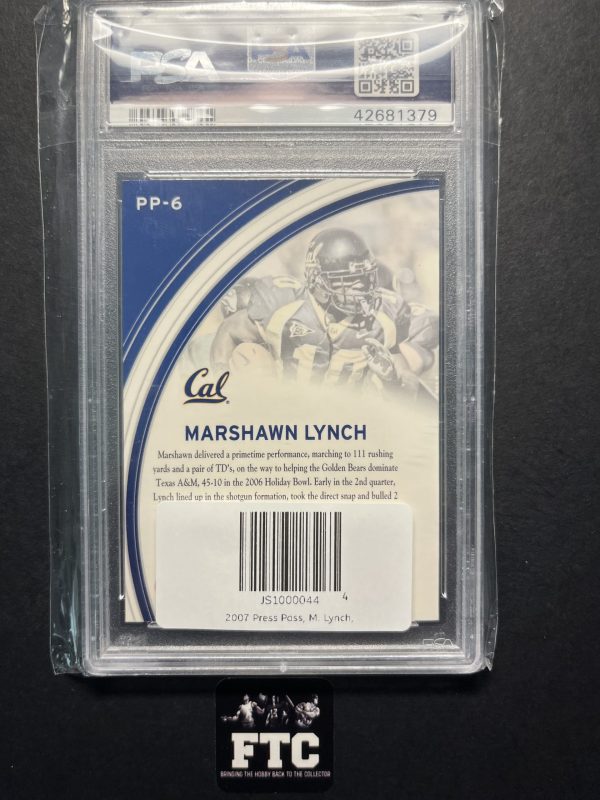 PSA
42681379
PP-6
Cal
MARSHAWN LYNCH
Marshawn delivered a primetime performance, marching to 111 rushing
yards and a pair of TD's, on the way to helping the Golden Bears dominate
Texas A&M, 45-10 in the 2006 Holiday Bowl. Early in the 2nd quarter,
Lynch lined up in the shotgun formation, took the direct snap and bulled 2
JS1000044 4
2007 Press Pass, M. Lynch,
PSA
FTC
BRINGING THE HOBBY BACK TO THE COLLECTOR